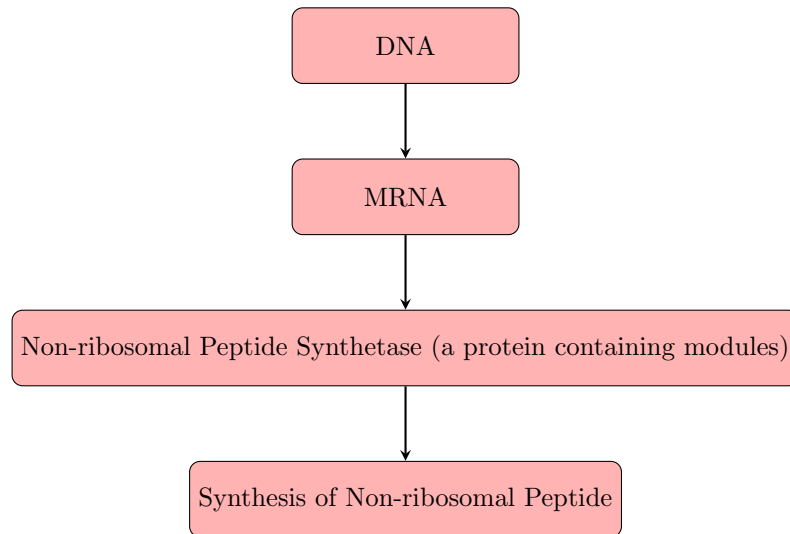 DNA
MRNA
Non-ribosomal Peptide Synthetase (a protein containing modules)
Synthesis of Non-ribosomal Peptide